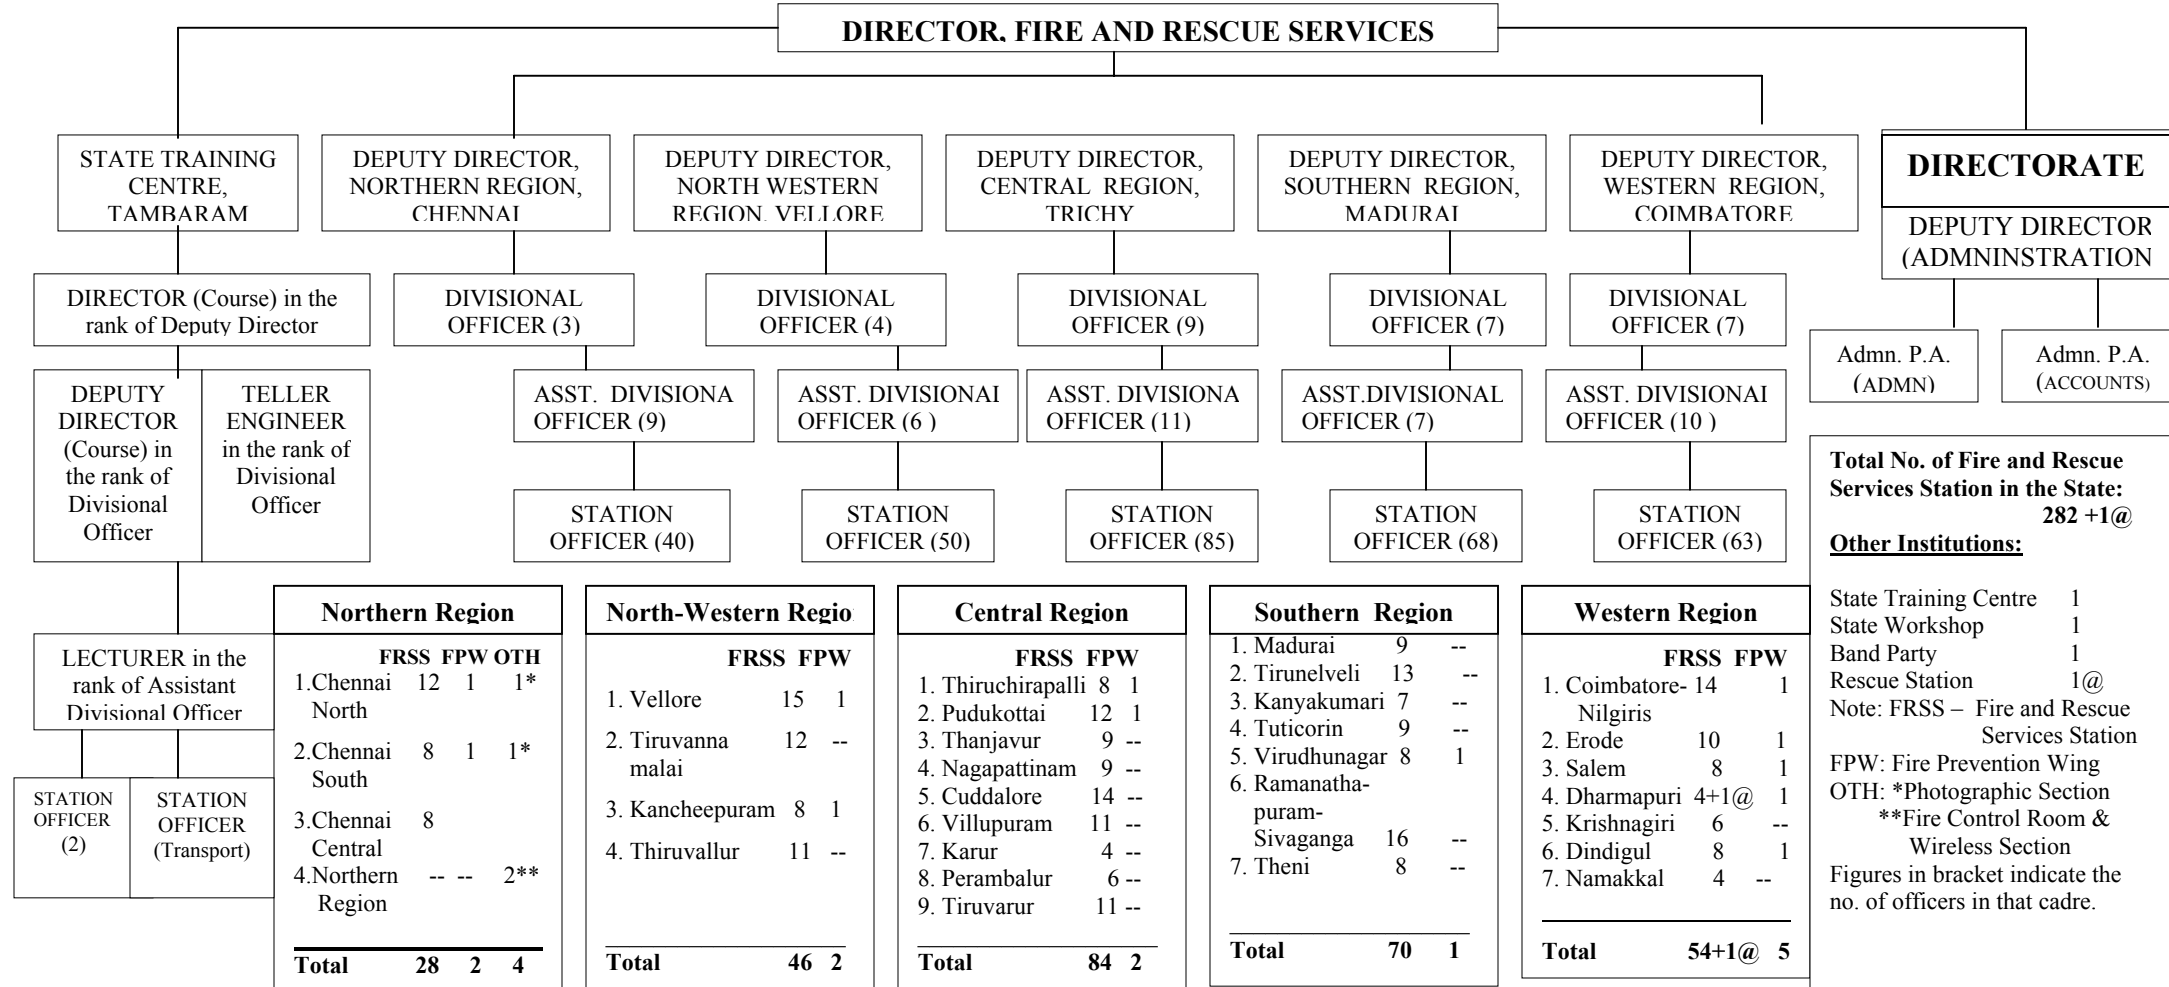 DIRECTOR, FIRE AND RESCUE SERVICES
STATE TRAINING
CENTRE,
TAMBARAM
DEPUTY DIRECTOR,
NORTHERN REGION,
CHENNAI
DEPUTY DIRECTOR,
NORTH WESTERN
REGION, VELLORE
DEPUTY DIRECTOR,
CENTRAL REGION,
TRICHY
DEPUTY DIRECTOR,
SOUTHERN REGION,
MADURAI
DEPUTY DIRECTOR,
WESTERN REGION,
COIMBATORE
DIRECTORATE
DEPUTY DIRECTOR
(ADMNINSTRATION
DIRECTOR (Course) in the
rank of Deputy Director
DIVISIONAL
OFFICER (3)
DIVISIONAL
OFFICER (4)
DIVISIONAL
OFFICER (9)
DIVISIONAL
OFFICER (7)
DIVISIONAL
OFFICER (7)
Admn. P.A.
(ADMN)
Admn. P.A.
(ACCOUNTS)
DEPUTY
DIRECTOR
(Course) in
the rank of
Divisional
Officer
TELLER
ENGINEER
in the rank of
Divisional
Officer
ASST. DIVISIONA
OFFICER (9)
ASST. DIVISIONAL
OFFICER (6 )
ASST. DIVISIONA
OFFICER (11)
ASST.DIVISIONAL
OFFICER (7)
ASST. DIVISIONAL
OFFICER (10 )
STATION
OFFICER (40)
STATION
OFFICER (50)
STATION
OFFICER (85)
STATION
OFFICER (68)
STATION
OFFICER (63)
LECTURER in the
rank of Assistant
Divisional Officer
STATION
OFFICER
(2)
STATION
OFFICER
(Transport)
Northern Region
FRSS FPW OTH
1.Chennai 12 1 1*
North
2.Chennai 8 1 1*
South
3.Chennai 8
Central
4.Northern -- -- 2**
Region
Total 28 2 4
North-Western Regio
FRSS FPW
1. Vellore 15 1
2. Tiruvanna 12 --
malai
3. Kancheepuram 8 1
4. Thiruvallur 11 --
Total 46 2
Central Region
FRSS FPW
1. Thiruchirapalli 8 1
2. Pudukottai 12 1
3. Thanjavur 9 --
4. Nagapattinam 9 --
5. Cuddalore 14 --
6. Villupuram 11 --
7. Karur 4 --
8. Perambalur 6 --
9. Tiruvarur 11 --
Total 84 2
Southern Region
1. Madurai 9 --
2. Tirunelveli 13 --
3. Kanyakumari 7 --
4. Tuticorin 9 --
5. Virudhunagar 8 1
6. Ramanatha-
puram-
Sivaganga 16 --
7. Theni 8 --
Total 70 1
Western Region
FRSS FPW
1. Coimbatore- 14 1
Nilgiris
2. Erode 10 1
3. Salem 8 1
4. Dharmapuri 4+1@ 1
5. Krishnagiri 6 --
6. Dindigul 8 1
7. Namakkal 4 --
Total 54+1@ 5
Total No. of Fire and Rescue
Services Station in the State:
282 +1@
Other Institutions:
State Training Centre 1
State Workshop 1
Band Party 1
Rescue Station 1@
Note: FRSS – Fire and Rescue
Services Station
FPW: Fire Prevention Wing
OTH: *Photographic Section
**Fire Control Room &
Wireless Section
Figures in bracket indicate the
no. of officers in that cadre.